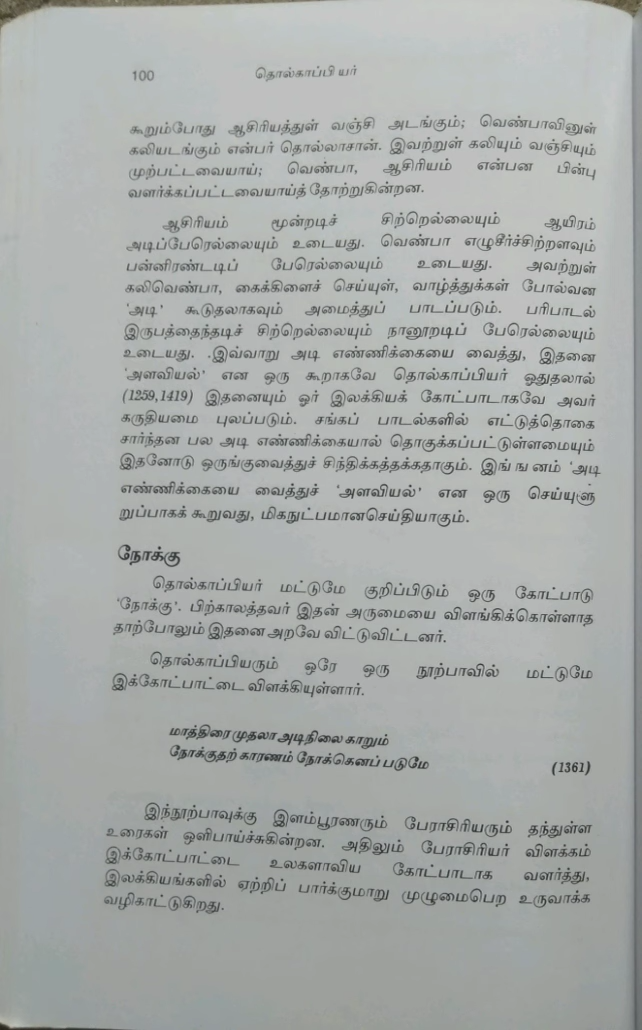 100 தொல்காப்பியர்
கூறும்போது ஆசிரியத்துள் வஞ்சி அடங்கும்; வெண்பாவினுள்
கலியடங்கும் என்பர் தொல்லாசான். இவற்றுள் கலியும் வஞ்சியும்
முற்பட்டவையாய்; வெண்பா, ஆசிரியம் என்பன பின்பு
வளர்க்கப்பட்டவையாய்த் தோற்றுகின்றன.
ஆசிரியம் மூன்றடிச் சிற்றெல்லையும் ஆயிரம்
அடிப்பேரெல்லையும் உடையது. வெண்பா எழுசீர்ச்சிற்றளவும்
பன்னிரண்டடிப் பேரெல்லையும் உடையது. அவற்றுள்
கலிவெண்பா, கைக்கிளைச் செய்யுள், வாழ்த்துக்கள் போல்வன
'அடி' கூடுதலாகவும் அமைத்துப் பாடப்படும். பரிபாடல்
இருபத்தைந்தடிச் சிற்றெல்லையும் நானூறடிப் பேரெல்லையும்
உடையது. .இவ்வாறு அடி எண்ணிக்கையை வைத்து, இதனை
'அளவியல்' என ஒரு கூறாகவே தொல்காப்பியர் ஓதுதலால்
(1259,1419) இதனையும் ஓர் இலக்கியக் கோட்பாடாகவே அவர்
கருதியமை புலப்படும். சங்கப் பாடல்களில் எட்டுத்தொகை
சார்ந்தன பல அடி எண்ணிக்கையால் தொகுக்கப்பட்டுள்ளமையும்
இதனோடு ஒருங்குவைத்துச் சிந்திக்கத்தக்கதாகும். இங்ஙனம் 'அடி
எண்ணிக்கையை வைத்துச் 'அளவியல்' என ஒரு செய்யுளு
றுப்பாகக் கூறுவது, மிகநுட்பமானசெய்தியாகும்.
நோக்கு
தொல்காப்பியர் மட்டுமே குறிப்பிடும் ஒரு கோட்பாடு
'நோக்கு'. பிற்காலத்தவர் இதன் அருமையை விளங்கிக்கொள்ளாத
தாற்போலும் இதனை அறவே விட்டுவிட்டனர்.
தொல்காப்பியரும் ஒரே ஒரு நூற்பாவில் மட்டுமே
இக்கோட்பாட்டை விளக்கியுள்ளார்.
மாத்திரை முதலா அடிநிலை காறும்
நோக்குதற் காரணம் நோக்கெனப் படுமே (1361)
இந்நூற்பாவுக்கு இளம்பூரணரும் பேராசிரியரும் தந்துள்ள
உரைகள் ஒளிபாய்ச்சுகின்றன. அதிலும் பேராசிரியர் விளக்கம்
இக்கோட்பாட்டை உலகளாவிய கோட்பாடாக வளர்த்து,
இலக்கியங்களில் ஏற்றிப் பார்க்குமாறு முழுமைபெற உருவாக்க
வழிகாட்டுகிறது.